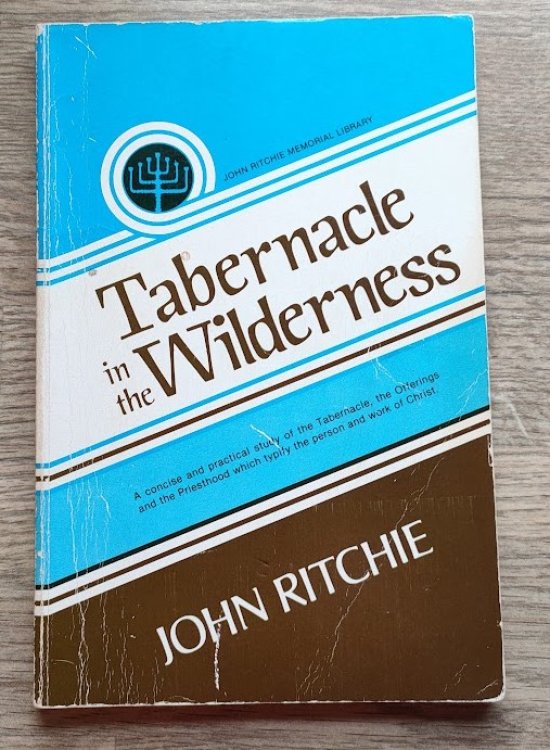 JOHN RITCHIE MEMORIAL LIBRARY
Tabernacle
in the Wilderness
A concise and practical study of the Tabernacle, the Offerings
and the Priesthood which typify the person and work of Christ.
JOHN RITCHIE